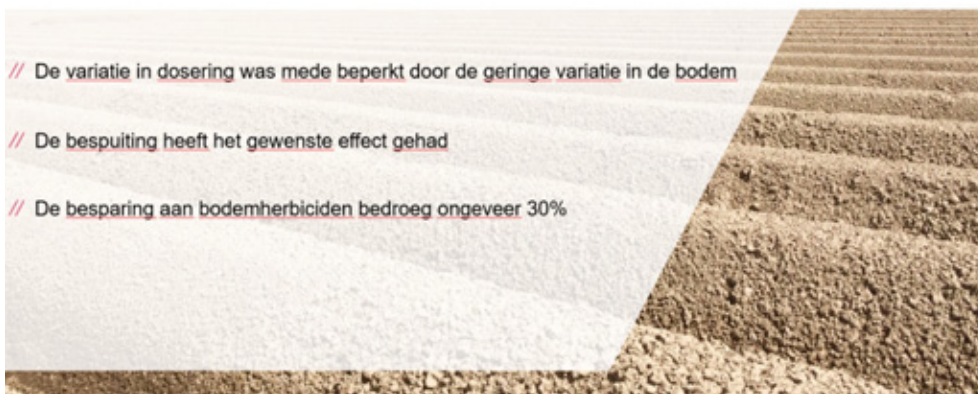 // De variatie in dosering was mede beperkt door de geringe variatie in de bodem
// De bespuiting heeft het gewenste effect gehad
// De besparing aan bodemherbiciden bedroeg ongeveer 30%